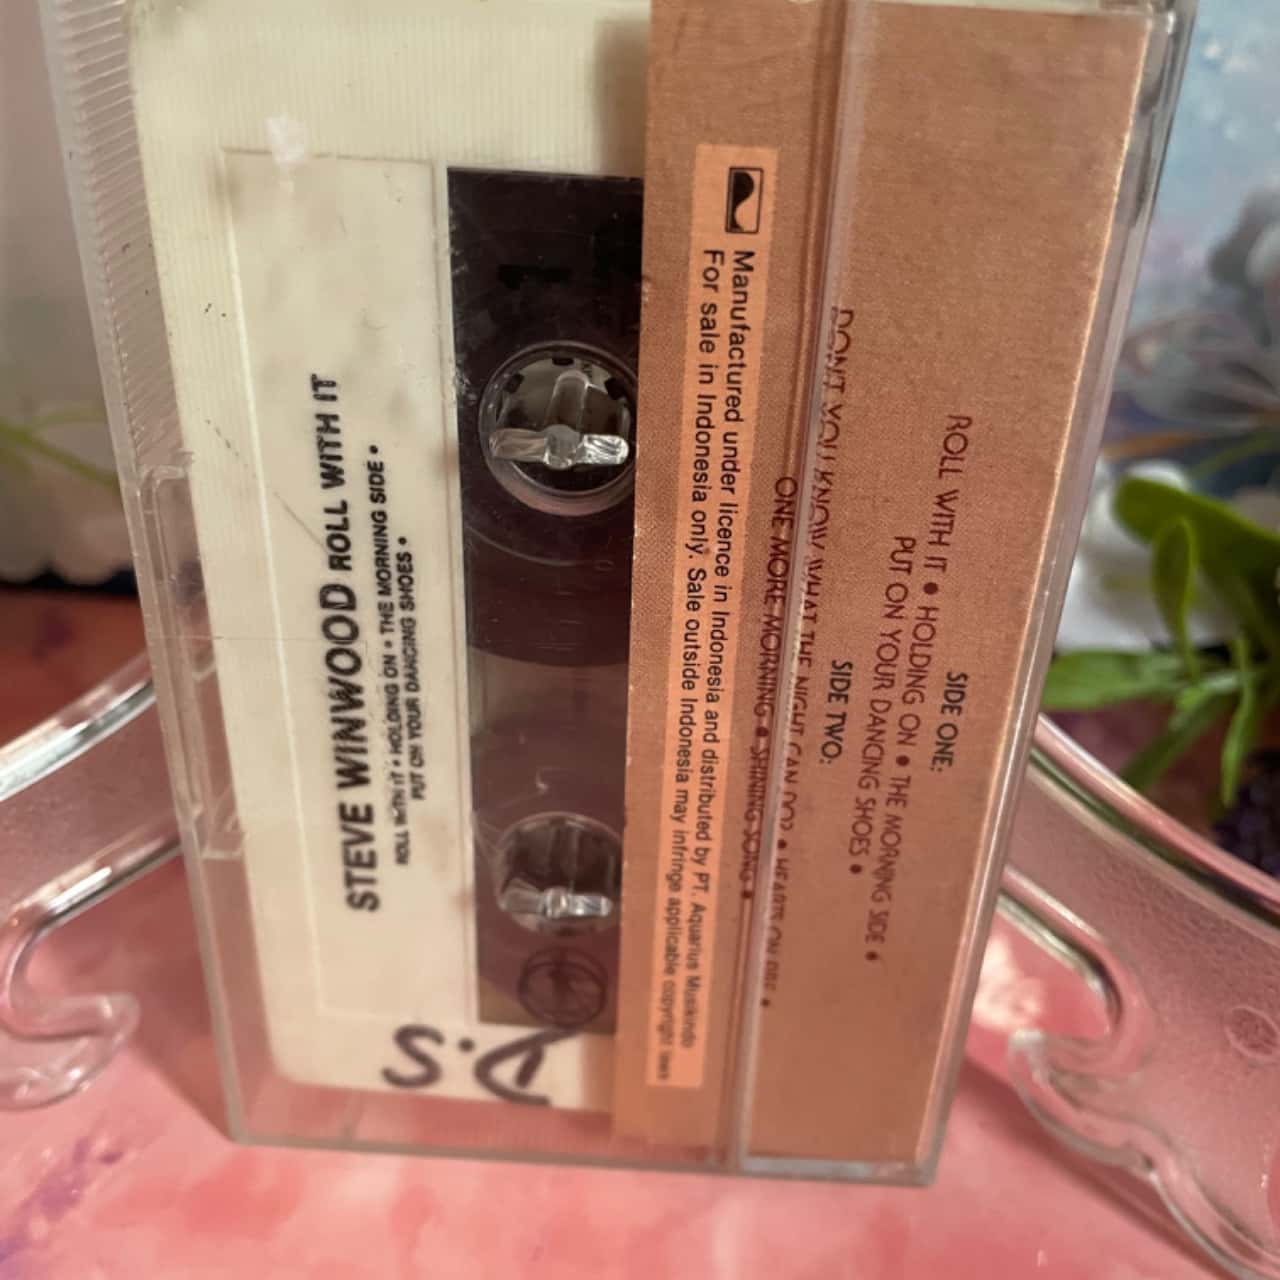 STEVE WINWOOD ROLL WITH IT
ROLL WITH IT • HOLDING ON • THE MORNING SIDE •
PUT ON YOUR DANCING SHOES •
D.S
Manufactured under licence in Indonesia and distributed by PT. Aquarius Musikindo
For sale in Indonesia only. Sale outside Indonesia may infringe applicable copyright laws
SIDE ONE:
ROLL WITH IT • HOLDING ON • THE MORNING SIDE •
PUT ON YOUR DANCING SHOES •
SIDE TWO:
DON'T YOU KNOW WHAT THE NIGHT CAN DO? • HEARTS ON FIRE •
ONE MORE MORNING • SHINING SONG •